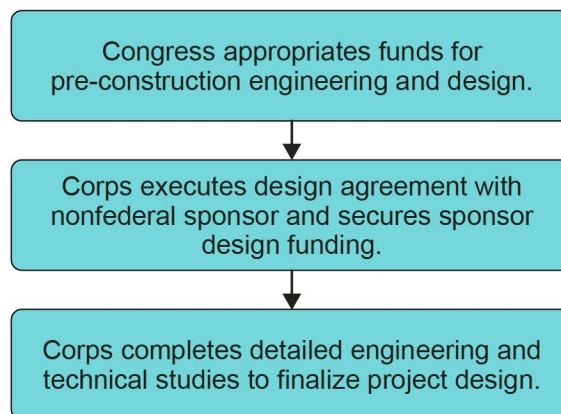 Congress appropriates funds for
pre-construction engineering and design.
Corps executes design agreement with
nonfederal sponsor and secures sponsor
design funding.
Corps completes detailed engineering and
technical studies to finalize project design.